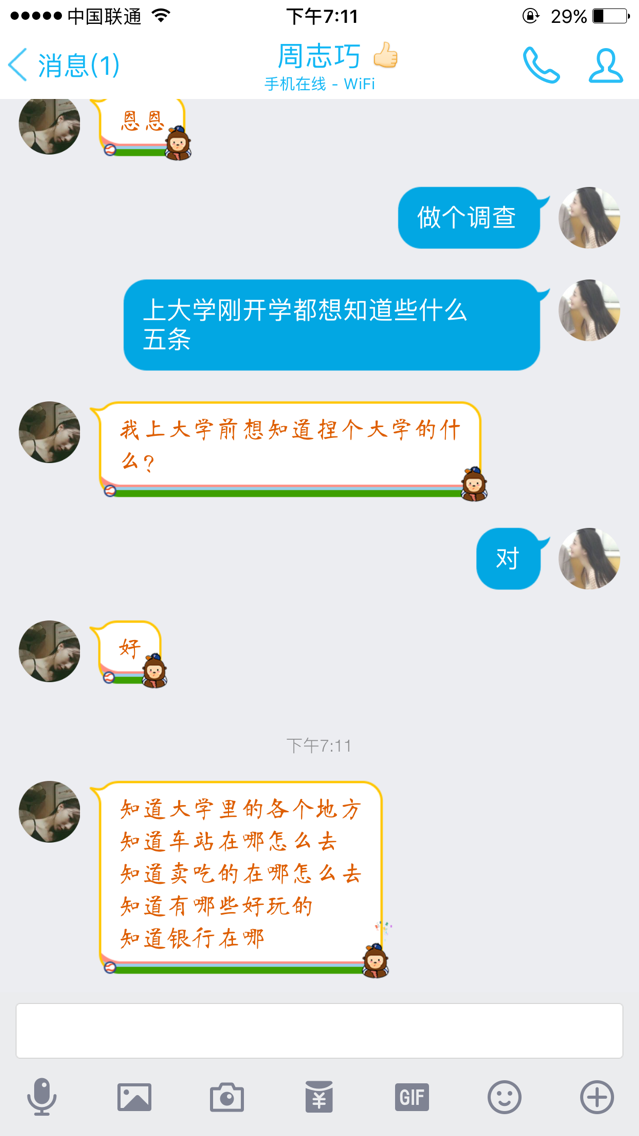 中国联通 下午7:11 29%
消息(1) 周志巧
手机在线 - WiFi
恩恩
做个调查
上大学刚开学都想知道些什么
五条
我上大学前想知道捏个大学的什
么?
对
好
下午7:11
知道大学里的各个地方
知道车站在哪怎么去
知道卖吃的在哪怎么去
知道有哪些好玩的
知道银行在哪
¥ GIF